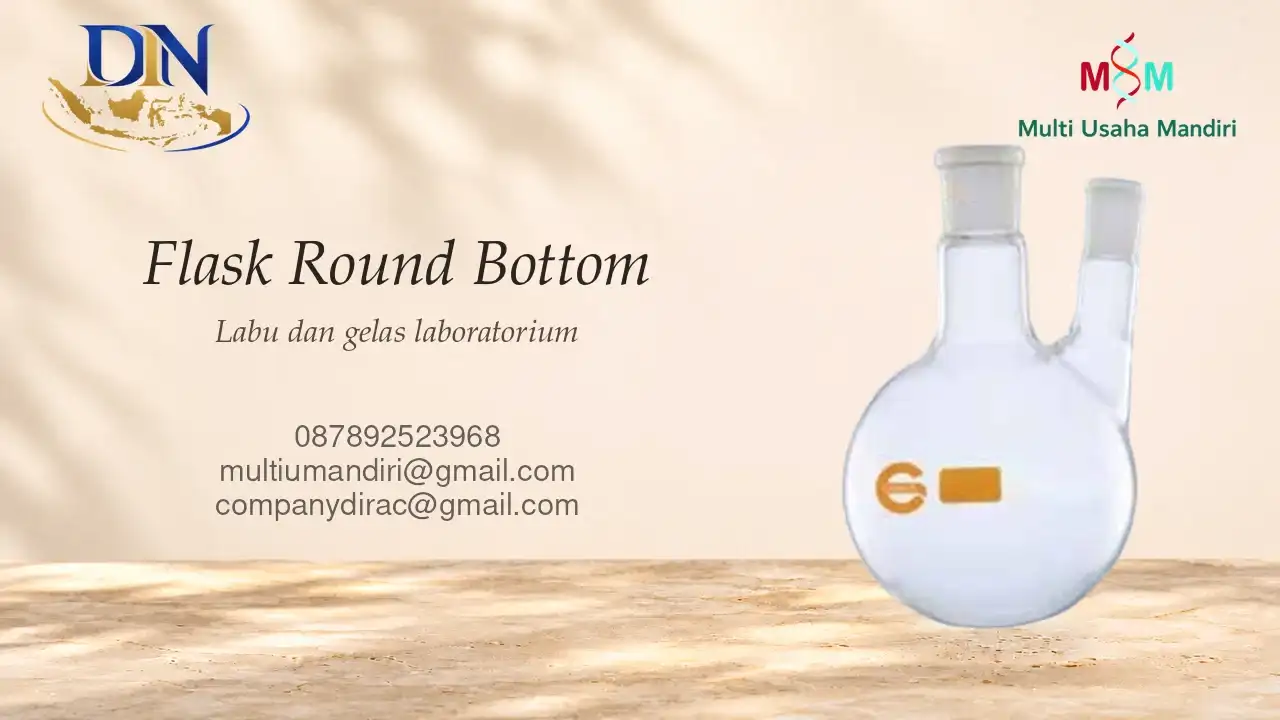 DN
MSM
Multi Usaha Mandiri
Flask Round Bottom
Labu dan gelas laboratorium
087892523968
multiumandiri@gmail.com
companydirac@gmail.com